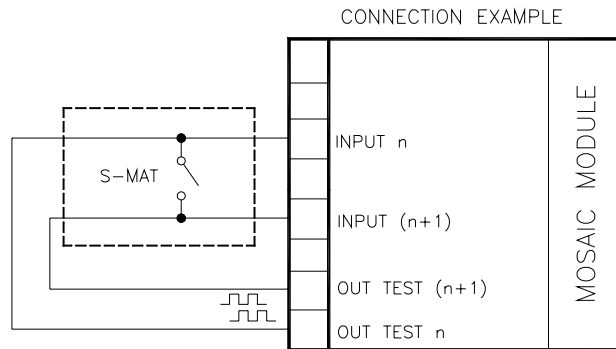 CONNECTION EXAMPLE
INPUT n
S-MAT
INPUT (n+1)
OUT TEST (n+1)
OUT TEST n
MOSAIC MODULE